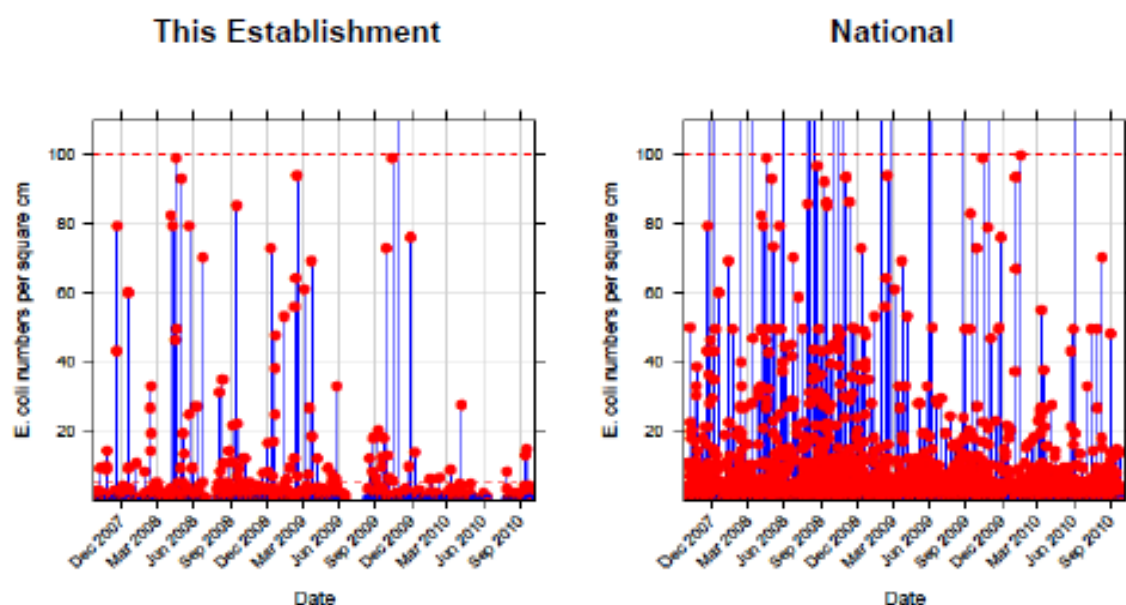 This Establishment
National
E. coli numbers per square cm
100
80
60
40
20
Dec 2007
Mar 2008
Jun 2008
Sep 2008
Dec 2008
Mar 2009
Jun 2009
Sep 2009
Dec 2009
Mar 2010
Jun 2010
Sep 2010
Date
E. coli numbers per square cm
100
80
60
40
20
Dec 2007
Mar 2008
Jun 2008
Sep 2008
Dec 2008
Mar 2009
Jun 2009
Sep 2009
Dec 2009
Mar 2010
Jun 2010
Sep 2010
Date